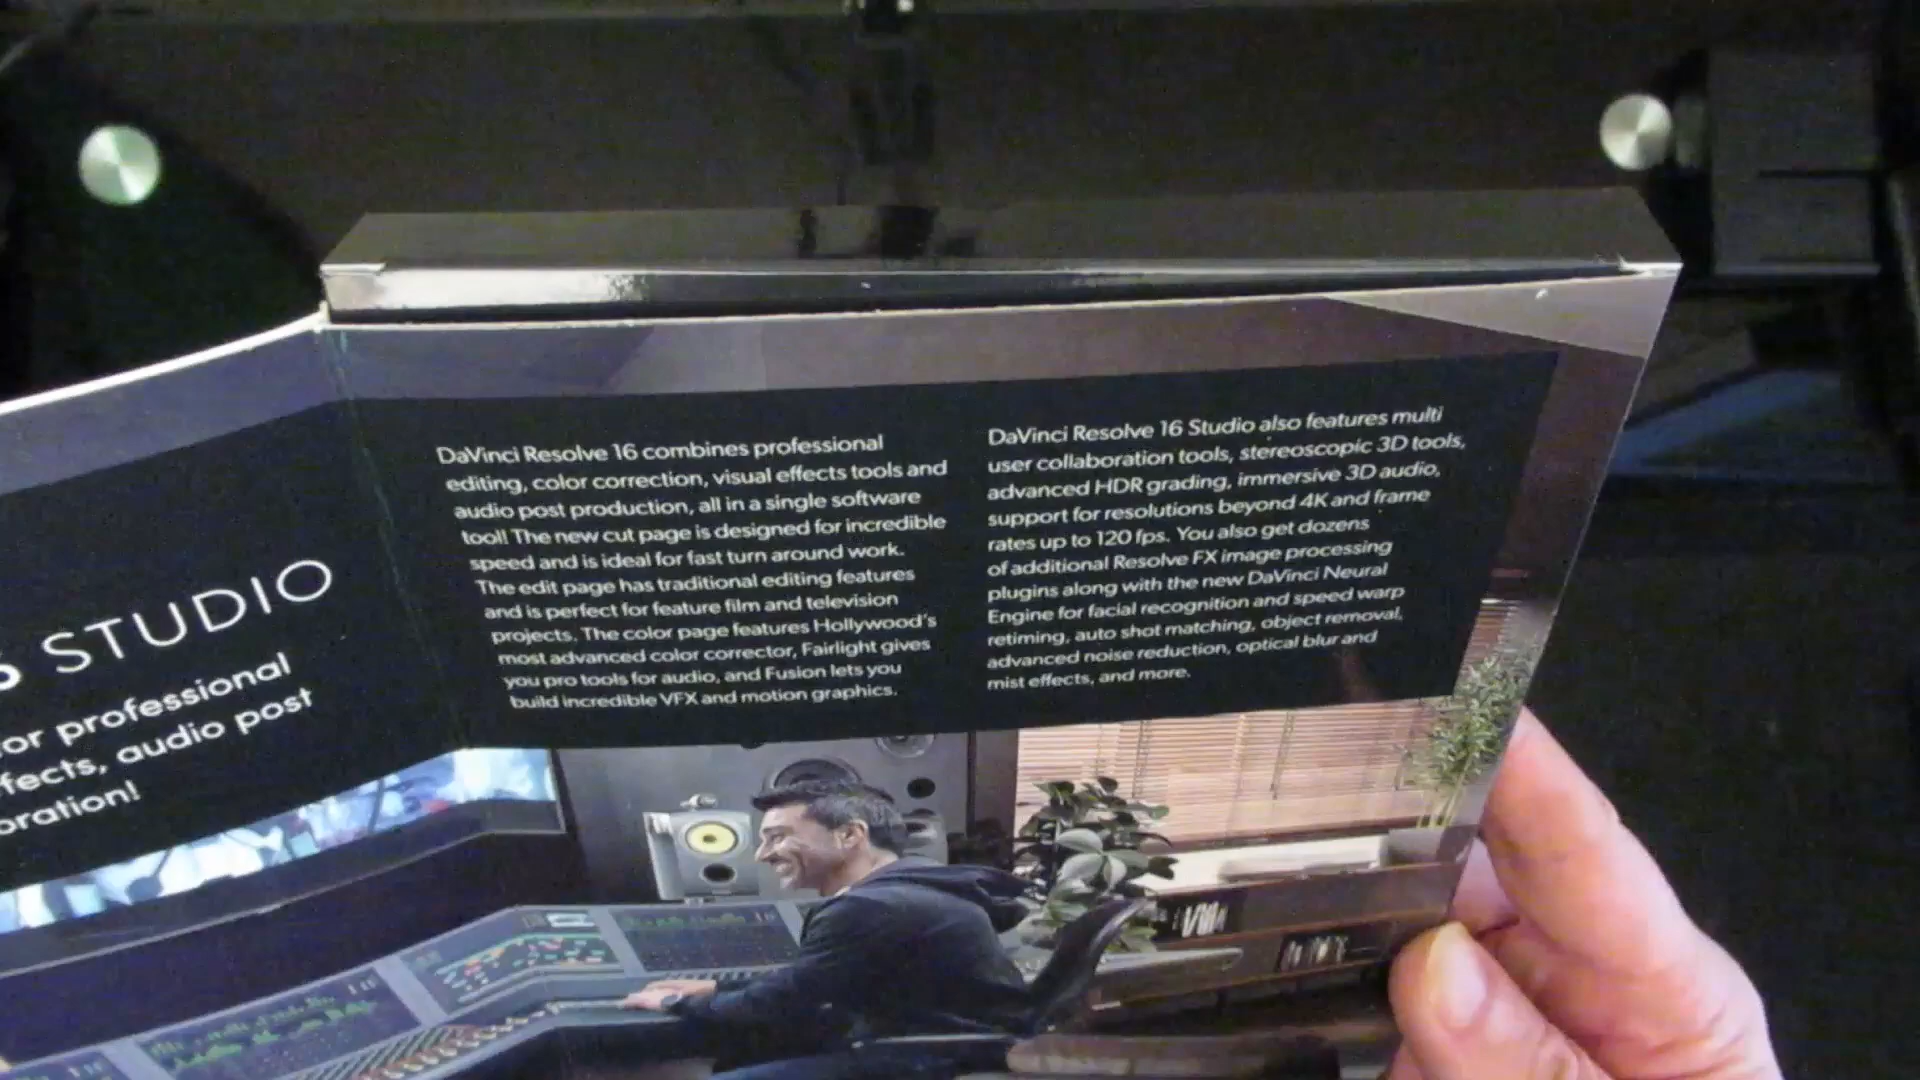 STUDIO
or professional
fects, audio post
oration!
DaVinci Resolve 16 combines professional
editing, color correction, visual effects tools and
audio post production, all in a single software
tool! The new cut page is designed for incredible
speed and is ideal for fast turn around work.
The edit page has traditional editing features
and is perfect for feature film and television
projects. The color page features Hollywood's
most advanced color corrector, Fairlight gives
you pro tools for audio, and Fusion lets you
build incredible VFX and motion graphics.
DaVinci Resolve 16 Studio also features multi
user collaboration tools, stereoscopic 3D tools,
advanced HDR grading, immersive 3D audio,
support for resolutions beyond 4K and frame
rates up to 120 fps. You also get dozens
of additional Resolve FX image processing
plugins along with the new DaVinci Neural
Engine for facial recognition and speed warp
retiming, auto shot matching, object removal,
advanced noise reduction, optical blur and
mist effects, and more.